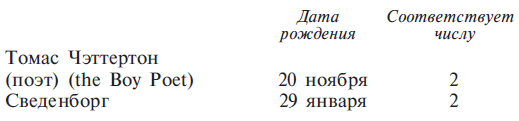 Дата Соответствует
рождения числу
Томас Чэттертон
(поэт) (the Boy Poet) 20 ноября 2
Сведенборг 29 января 2